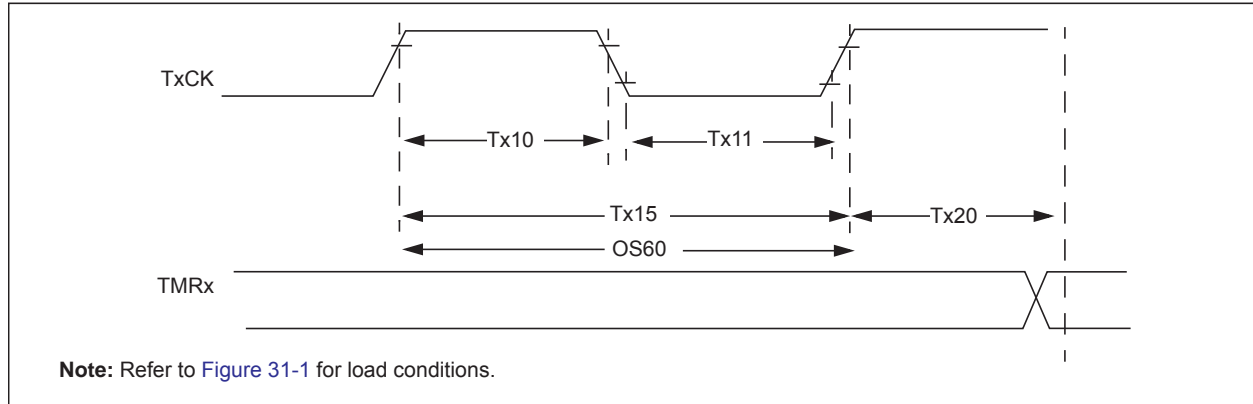 TxCK
Tx10
Tx11
Tx15
Tx20
OS60
TMRx
Note: Refer to Figure 31-1 for load conditions.